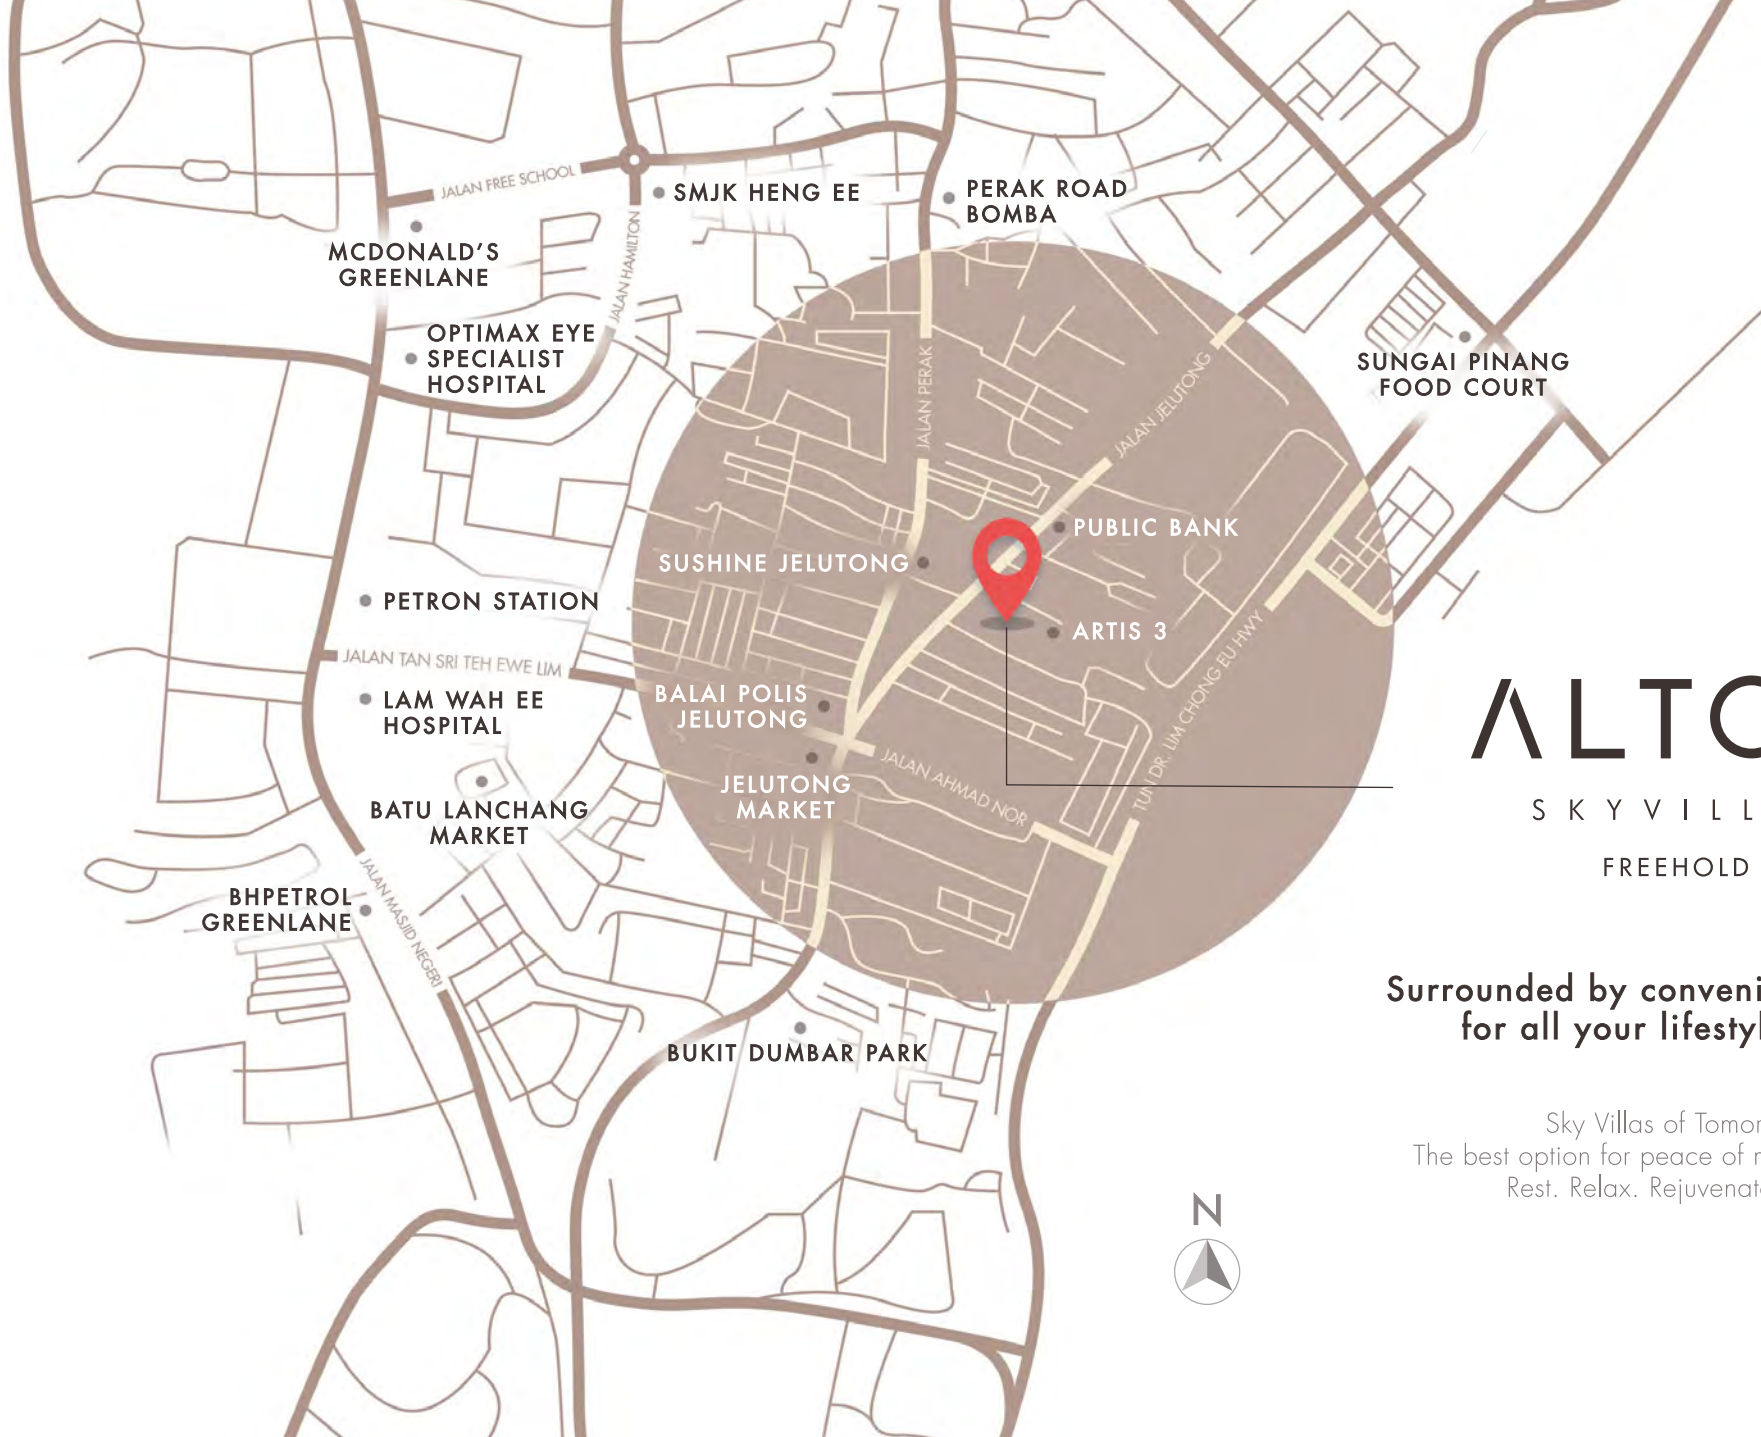 JALAN FREE SCHOOL
SMJK HENG EE
PERAK ROAD
BOMBA
MCDONALD'S
GREENLANE
JALAN HAMILTON
OPTIMAX EYE
SPECIALIST
HOSPITAL
SUNGAI PINANG
FOOD COURT
JALAN PERAK
JALAN JELUTONG
PUBLIC BANK
SUSHINE JELUTONG
PETRON STATION
ARTIS 3
JALAN TAN SRI TEH EWE LIM
LAM WAH EE
HOSPITAL
BALAI POLIS
JELUTONG
TUN DR. LIM CHONG EU HWY
JALAN AHMAD NOR
JELUTONG
MARKET
BATU LANCHANG
MARKET
JALAN MASJID NEGERI
BHPETROL
GREENLANE
BUKIT DUMBAR PARK
N
ALTO
SKYVILL
FREEHOLD
Surrounded by conveni
for all your lifestyl
Sky Villas of Tomor
The best option for peace of
Rest. Relax. Rejuvenat